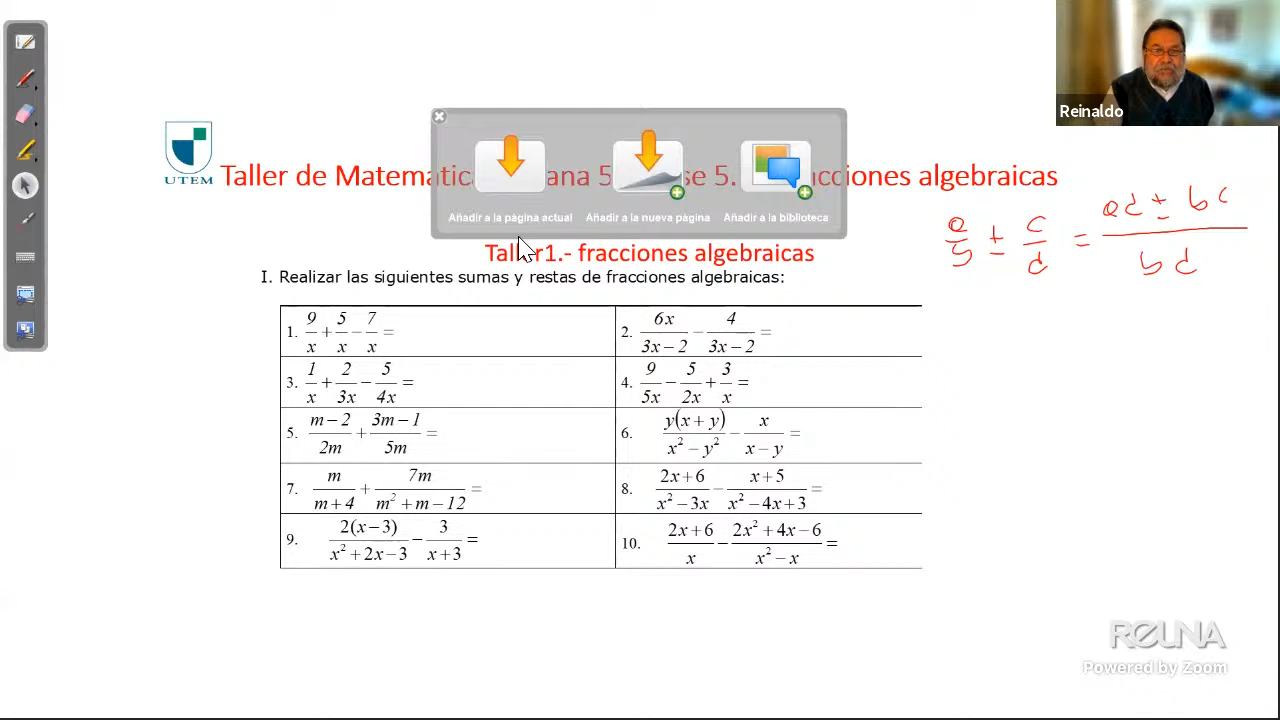 Reinaldo
UTEM
Taller de Matematica ana 5 se 5. cciones algebraicas
Añadir a la página actual
Añadir a la nueva página
Añadir a la biblioteca
a/b ± c/d = ad ± bc / bd
Taller1.- fracciones algebraicas
I. Realizar las siguientes sumas y restas de fracciones algebraicas:
1. 9/x + 5/x − 7/x =
2. 6x/(3x−2) − 4/(3x−2) =
3. 1/x + 2/3x − 5/4x =
4. 9/5x − 5/2x + 3/x =
5. (m−2)/2m + (3m−1)/5m =
6. y(x+y)/(x²−y²) − x/(x−y) =
7. m/(m+4) + 7m/(m²+m−12) =
8. (2x+6)/(x²−3x) − (x+5)/(x²−4x+3) =
9. 2(x−3)/(x²+2x−3) − 3/(x+3) =
10. (2x+6)/x − (2x²+4x−6)/(x²−x) =
REUNA
Powered by Zoom